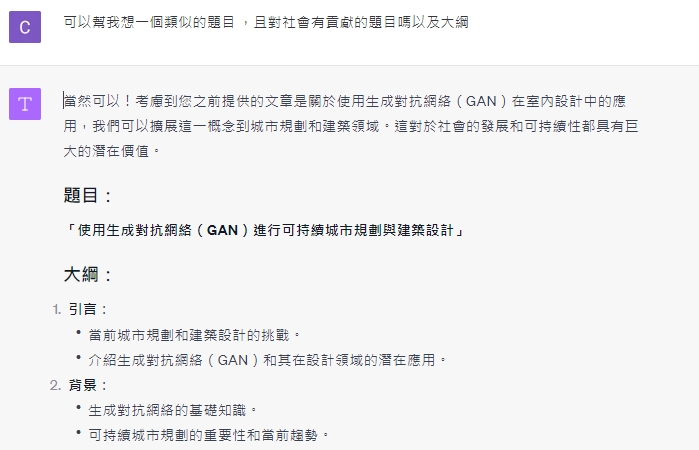 C
可以幫我想一個類似的題目 ，且對社會有貢獻的題目嗎以及大綱
T
當然可以！考慮到您之前提供的文章是關於使用生成對抗網絡（GAN）在室內設計中的應
用，我們可以擴展這一概念到城市規劃和建築領域。這對於社會的發展和可持續性都具有巨
大的潛在價值。
題目：
「使用生成對抗網絡（GAN）進行可持續城市規劃與建築設計」
大綱：
1. 引言：
• 當前城市規劃和建築設計的挑戰。
• 介紹生成對抗網絡（GAN）和其在設計領域的潛在應用。
2. 背景：
• 生成對抗網絡的基礎知識。
• 可持續城市規劃的重要性和當前趨勢。